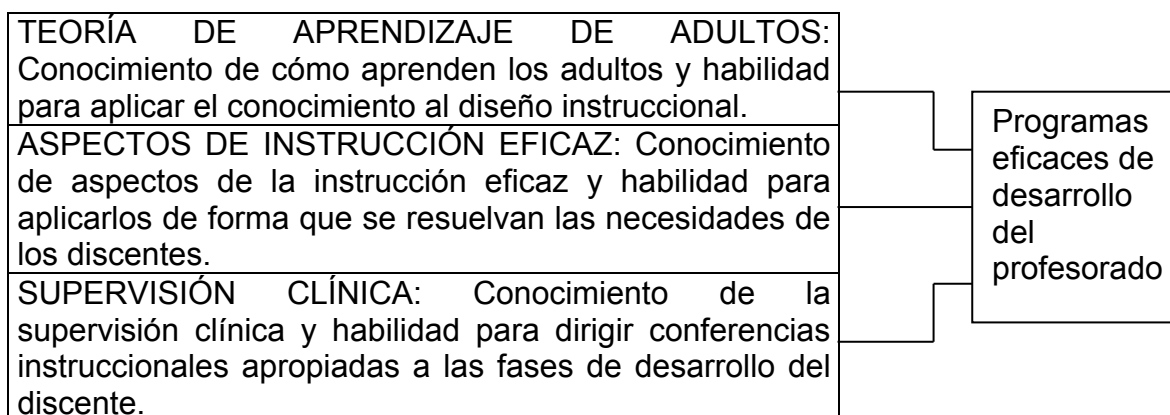 TEORÍA DE APRENDIZAJE DE ADULTOS:
Conocimiento de cómo aprenden los adultos y habilidad
para aplicar el conocimiento al diseño instruccional.
ASPECTOS DE INSTRUCCIÓN EFICAZ: Conocimiento
de aspectos de la instrucción eficaz y habilidad para
aplicarlos de forma que se resuelvan las necesidades de
los discentes.
SUPERVISIÓN CLÍNICA: Conocimiento de la
supervisión clínica y habilidad para dirigir conferencias
instruccionales apropiadas a las fases de desarrollo del
discente.
Programas
eficaces de
desarrollo
del
profesorado